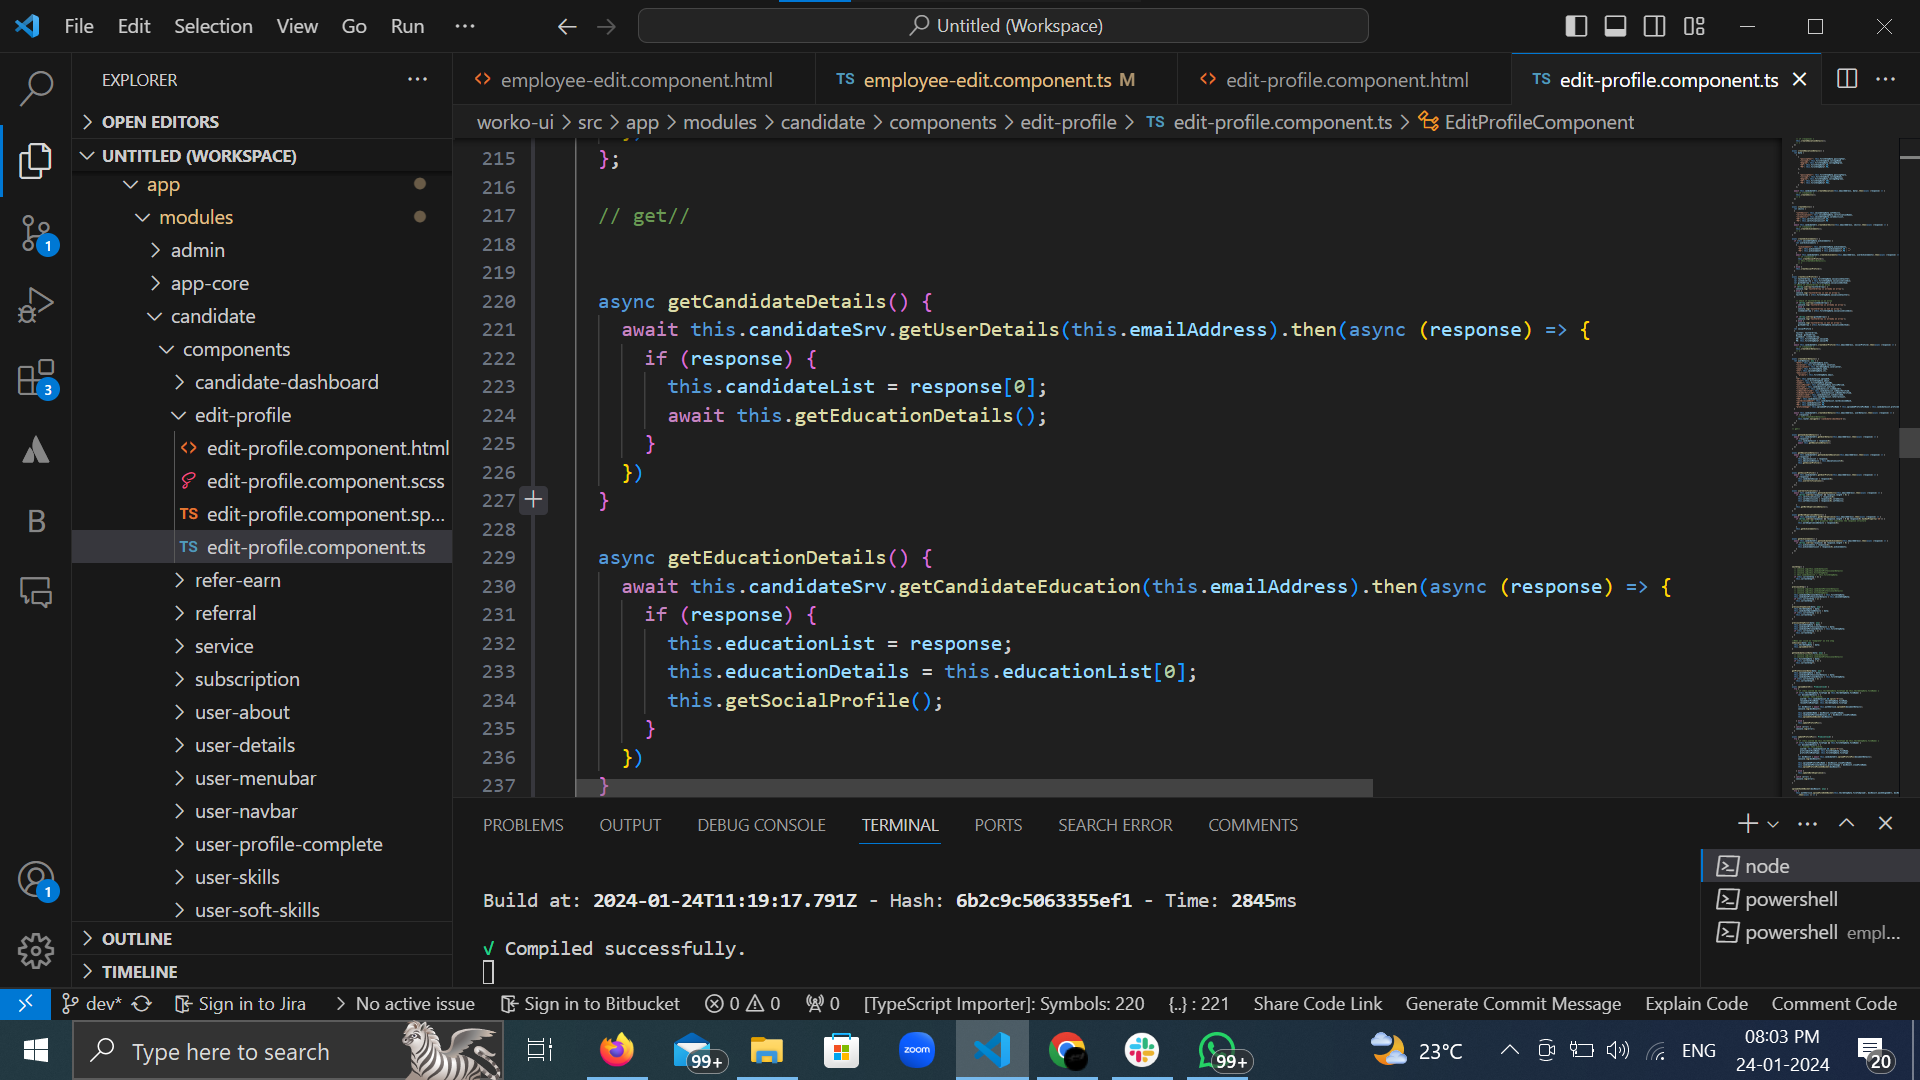 File Edit Selection View Go Run ···
Untitled (Workspace)
EXPLORER
OPEN EDITORS
UNTITLED (WORKSPACE)
app
modules
admin
app-core
candidate
components
candidate-dashboard
edit-profile
edit-profile.component.html
edit-profile.component.scss
TS edit-profile.component.sp...
TS edit-profile.component.ts
refer-earn
referral
service
subscription
user-about
user-details
user-menubar
user-navbar
user-profile-complete
user-skills
user-soft-skills
OUTLINE
TIMELINE
1
3
B
1
employee-edit.component.html TS employee-edit.component.ts M edit-profile.component.html TS edit-profile.component.ts
worko-ui > src > app > modules > candidate > components > edit-profile > TS edit-profile.component.ts > EditProfileComponent
215 };
216
217 // get//
218
219
220 async getCandidateDetails() {
221 await this.candidateSrv.getUserDetails(this.emailAddress).then(async (response) => {
222 if (response) {
223 this.candidateList = response[0];
224 await this.getEducationDetails();
225 }
226 })
227 }
228
229 async getEducationDetails() {
230 await this.candidateSrv.getCandidateEducation(this.emailAddress).then(async (response) => {
231 if (response) {
232 this.educationList = response;
233 this.educationDetails = this.educationList[0];
234 this.getSocialProfile();
235 }
236 })
237 }
PROBLEMS OUTPUT DEBUG CONSOLE TERMINAL PORTS SEARCH ERROR COMMENTS
Build at: 2024-01-24T11:19:17.791Z - Hash: 6b2c9c5063355ef1 - Time: 2845ms
√ Compiled successfully.
node
powershell
powershell empl...
dev* Sign in to Jira > No active issue Sign in to Bitbucket 0 0 0 [TypeScript Importer]: Symbols: 220 {..} : 221 Share Code Link Generate Commit Message Explain Code Comment Code
Type here to search
99+
zoom
99+
23°C
ENG
08:03 PM
24-01-2024
20